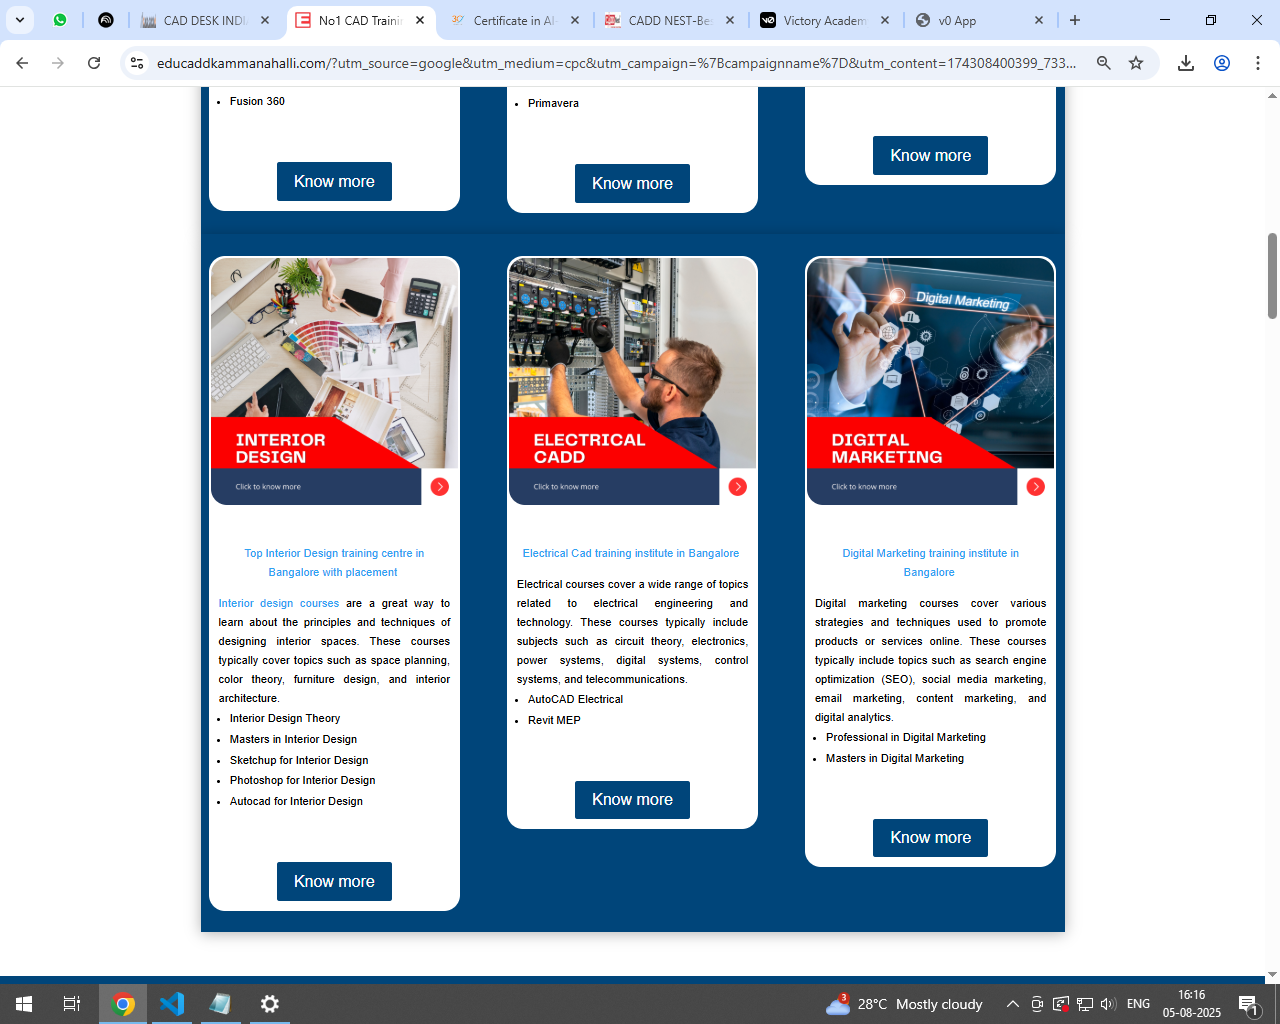 CAD DESK INDI
No1 CAD Traini
Certificate in AI
CADD NEST-Be
Victory Academ
v0 App
educaddkammanahalli.com/?utm_source=google&utm_medium=cpc&utm_campaign=%7Bcampaignname%7D&utm_content=174308400399_733...
Fusion 360
Know more
Primavera
Know more
Know more
INTERIOR
DESIGN
Click to know more
Top Interior Design training centre in
Bangalore with placement
Interior design courses are a great way to
learn about the principles and techniques of
designing interior spaces. These courses
typically cover topics such as space planning,
color theory, furniture design, and interior
architecture.
Interior Design Theory
Masters in Interior Design
Sketchup for Interior Design
Photoshop for Interior Design
Autocad for Interior Design
Know more
ELECTRICAL
CADD
Click to know more
Electrical Cad training institute in Bangalore
Electrical courses cover a wide range of topics
related to electrical engineering and
technology. These courses typically include
subjects such as circuit theory, electronics,
power systems, digital systems, control
systems, and telecommunications.
AutoCAD Electrical
Revit MEP
Know more
Digital Marketing
DIGITAL
MARKETING
Click to know more
Digital Marketing training institute in
Bangalore
Digital marketing courses cover various
strategies and techniques used to promote
products or services online. These courses
typically include topics such as search engine
optimization (SEO), social media marketing,
email marketing, content marketing, and
digital analytics.
Professional in Digital Marketing
Masters in Digital Marketing
Know more
3
28°C Mostly cloudy
ENG
16:16
05-08-2025
1